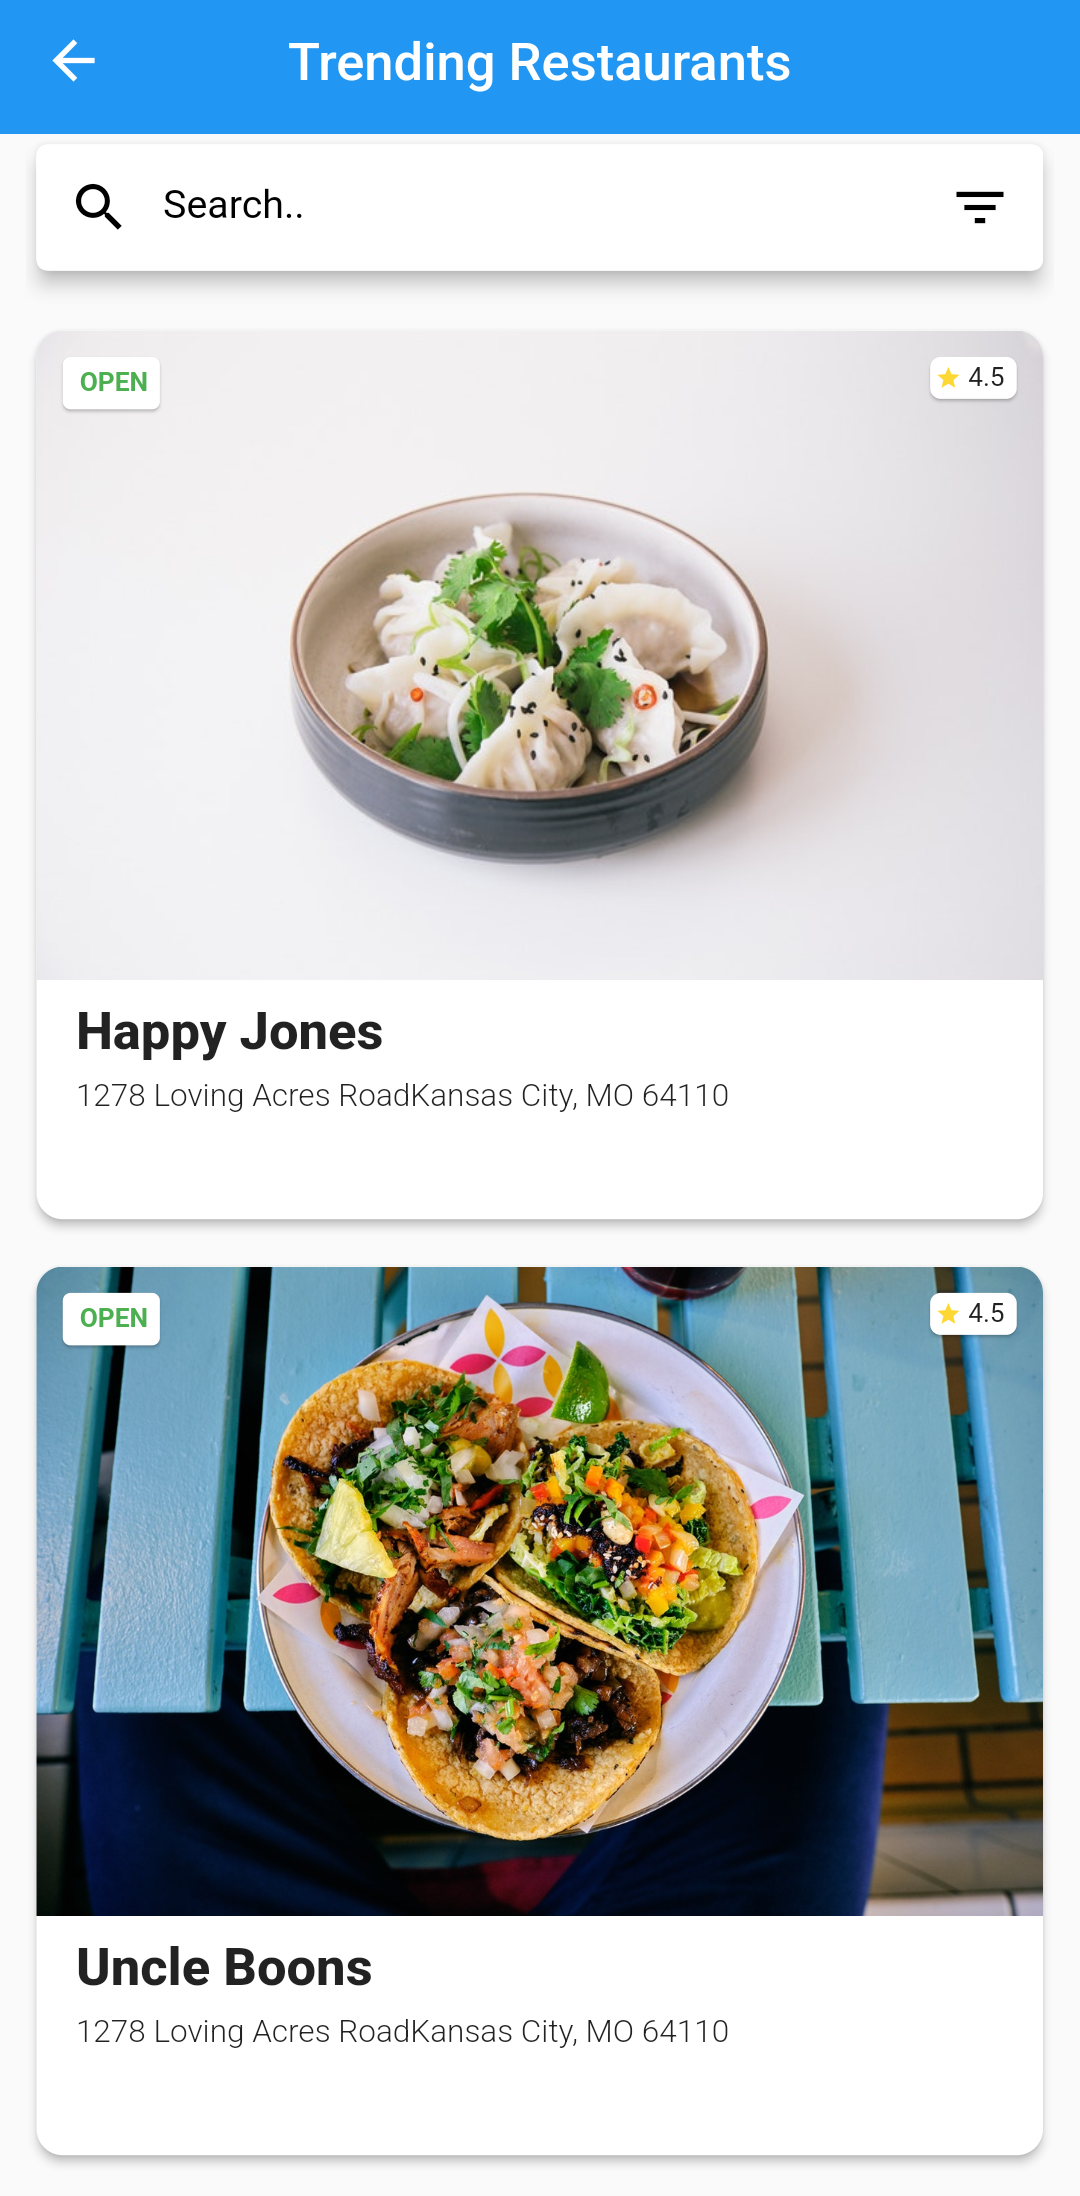 Trending Restaurants
Search..
OPEN
4.5
Happy Jones
1278 Loving Acres RoadKansas City, MO 64110
OPEN
4.5
Uncle Boons
1278 Loving Acres RoadKansas City, MO 64110